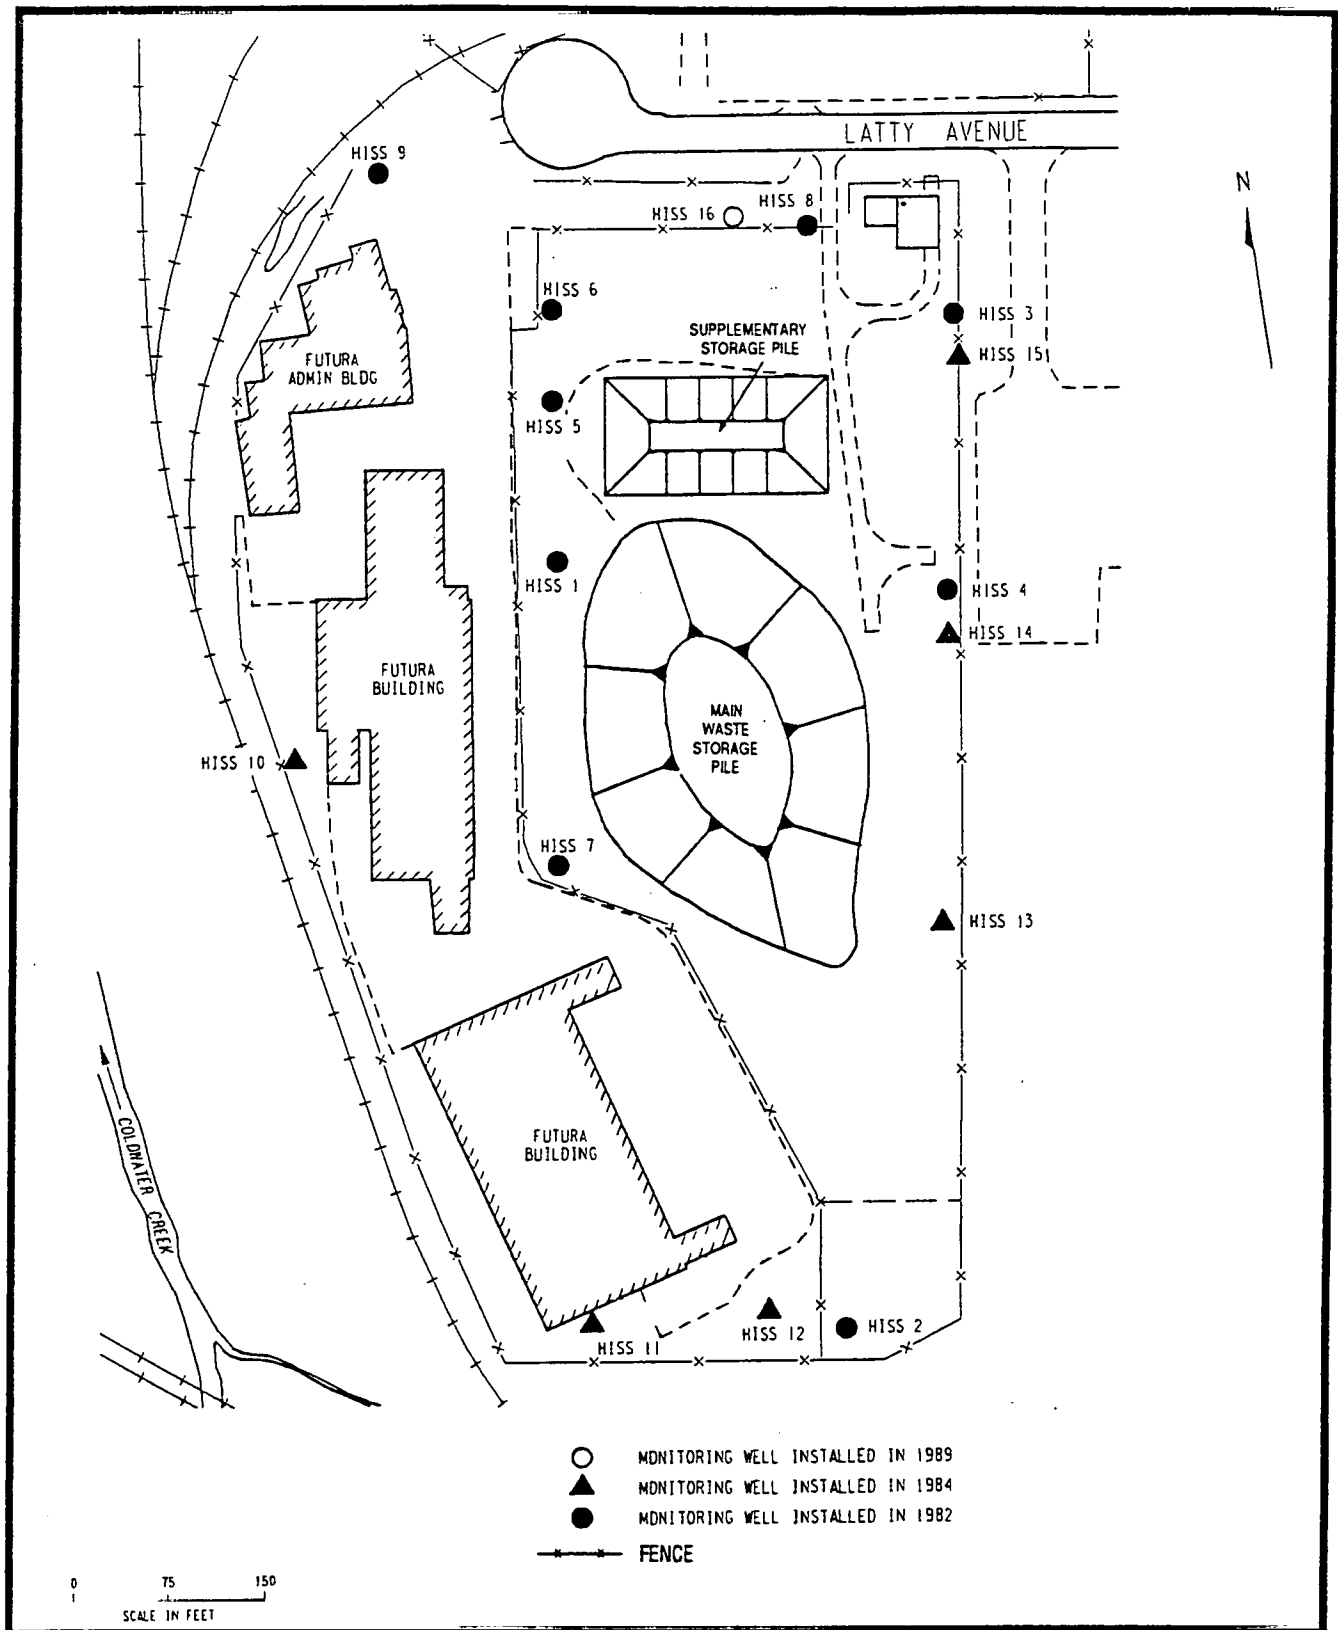 LATTY AVENUE
HISS 9
N
HISS 16
HISS 8
HISS 6
HISS 3
SUPPLEMENTARY
STORAGE PILE
HISS 15
FUTURA
ADMIN BLDG
HISS 5
HISS 1
HISS 4
HISS 14
FUTURA
BUILDING
MAIN
WASTE
STORAGE
PILE
HISS 10
HISS 7
HISS 13
COLDWATER CREEK
FUTURA
BUILDING
HISS 11
HISS 12
HISS 2
MONITORING WELL INSTALLED IN 1989
MONITORING WELL INSTALLED IN 1984
MONITORING WELL INSTALLED IN 1982
FENCE
0 75 150
SCALE IN FEET